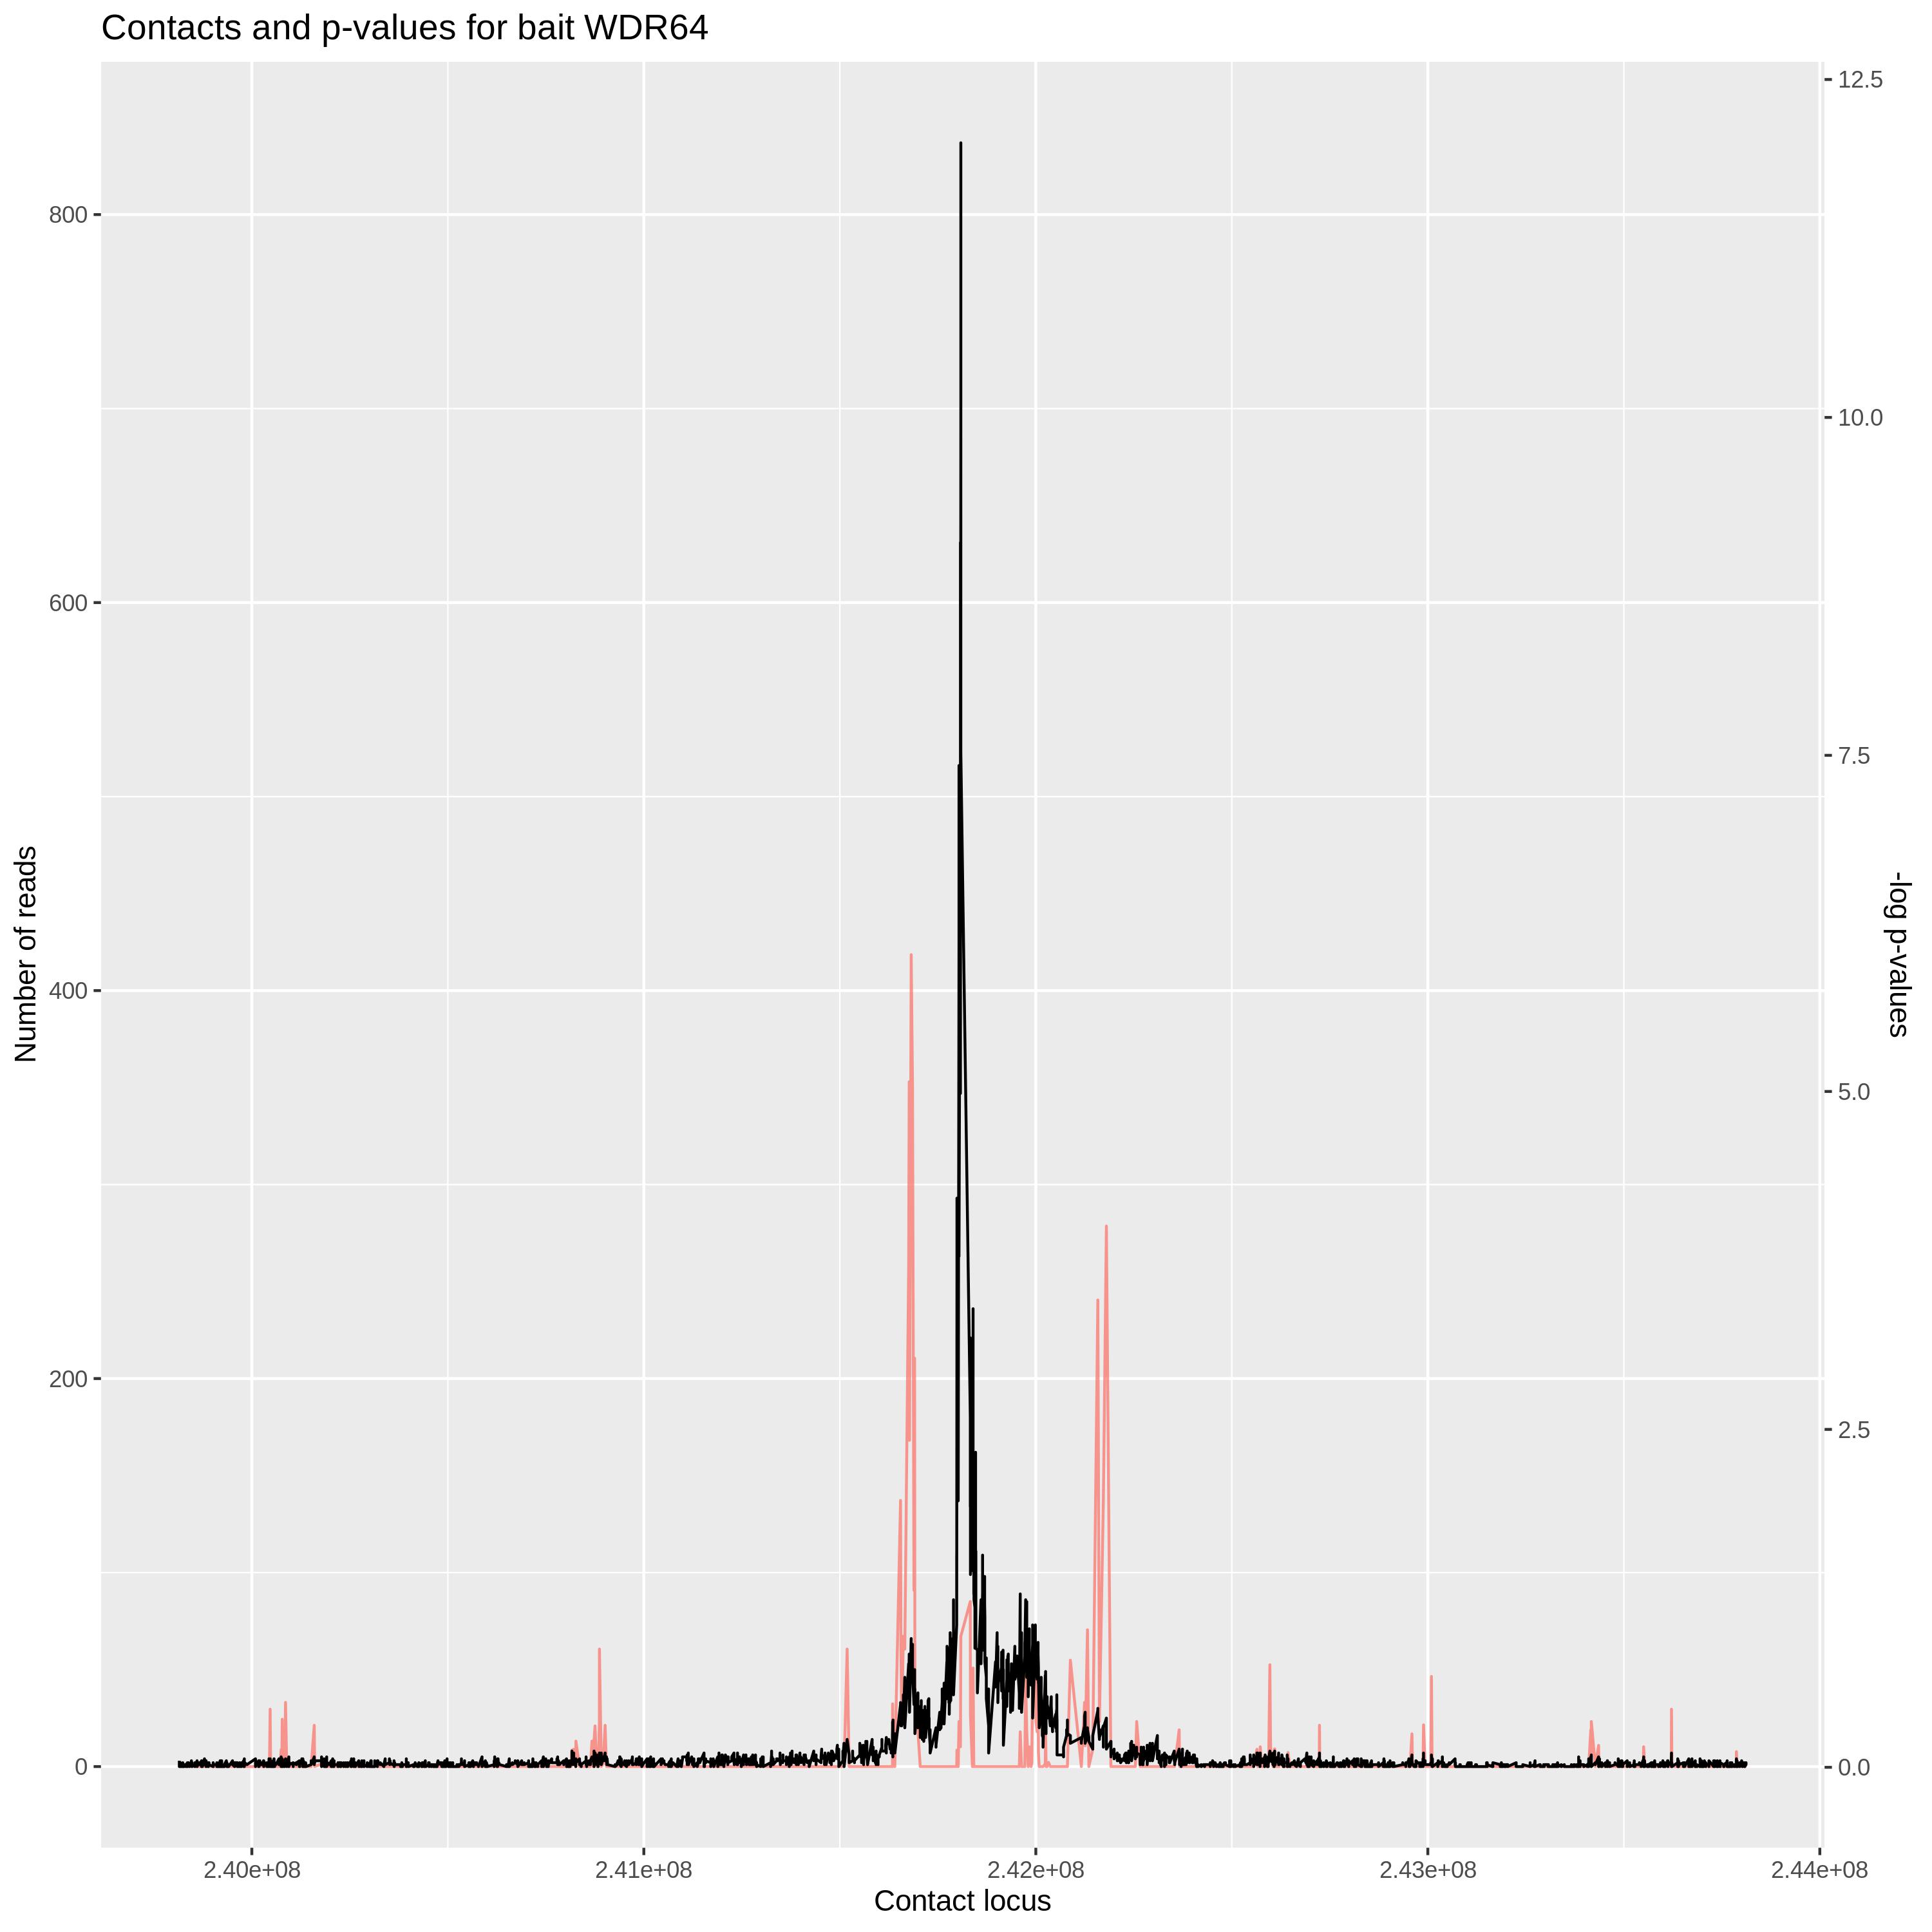 Contacts and p-values for bait WDR64
12.5
800
10.0
600
7.5
Number of reads
-log p-values
400
5.0
200
2.5
0
0.0
2.40e+08
2.41e+08
2.42e+08
2.43e+08
2.44e+08
Contact locus